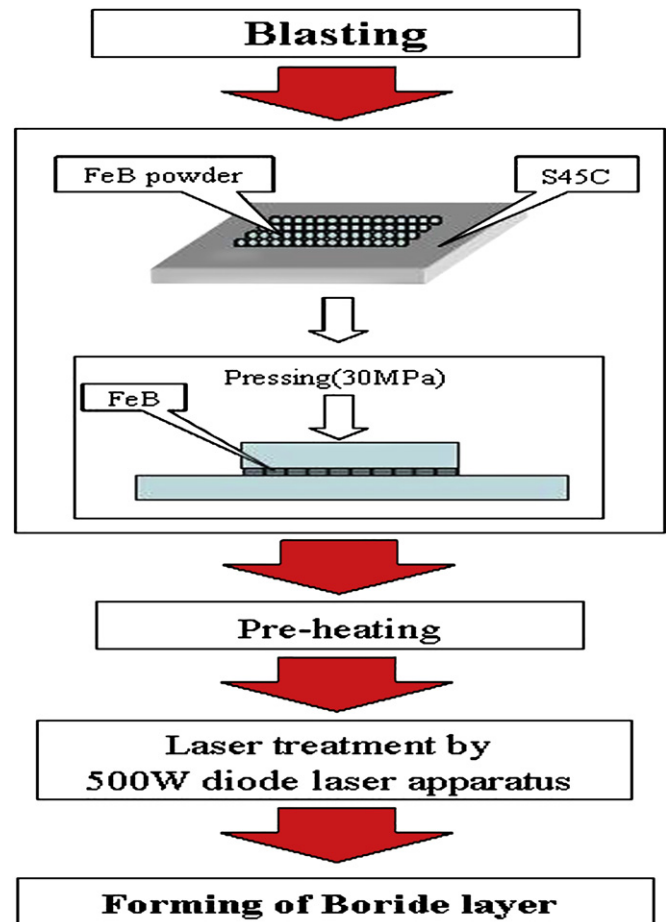 Blasting
FeB powder
S45C
Pressing(30MPa)
FeB
Pre-heating
Laser treatment by
500W diode laser apparatus
Forming of Boride layer